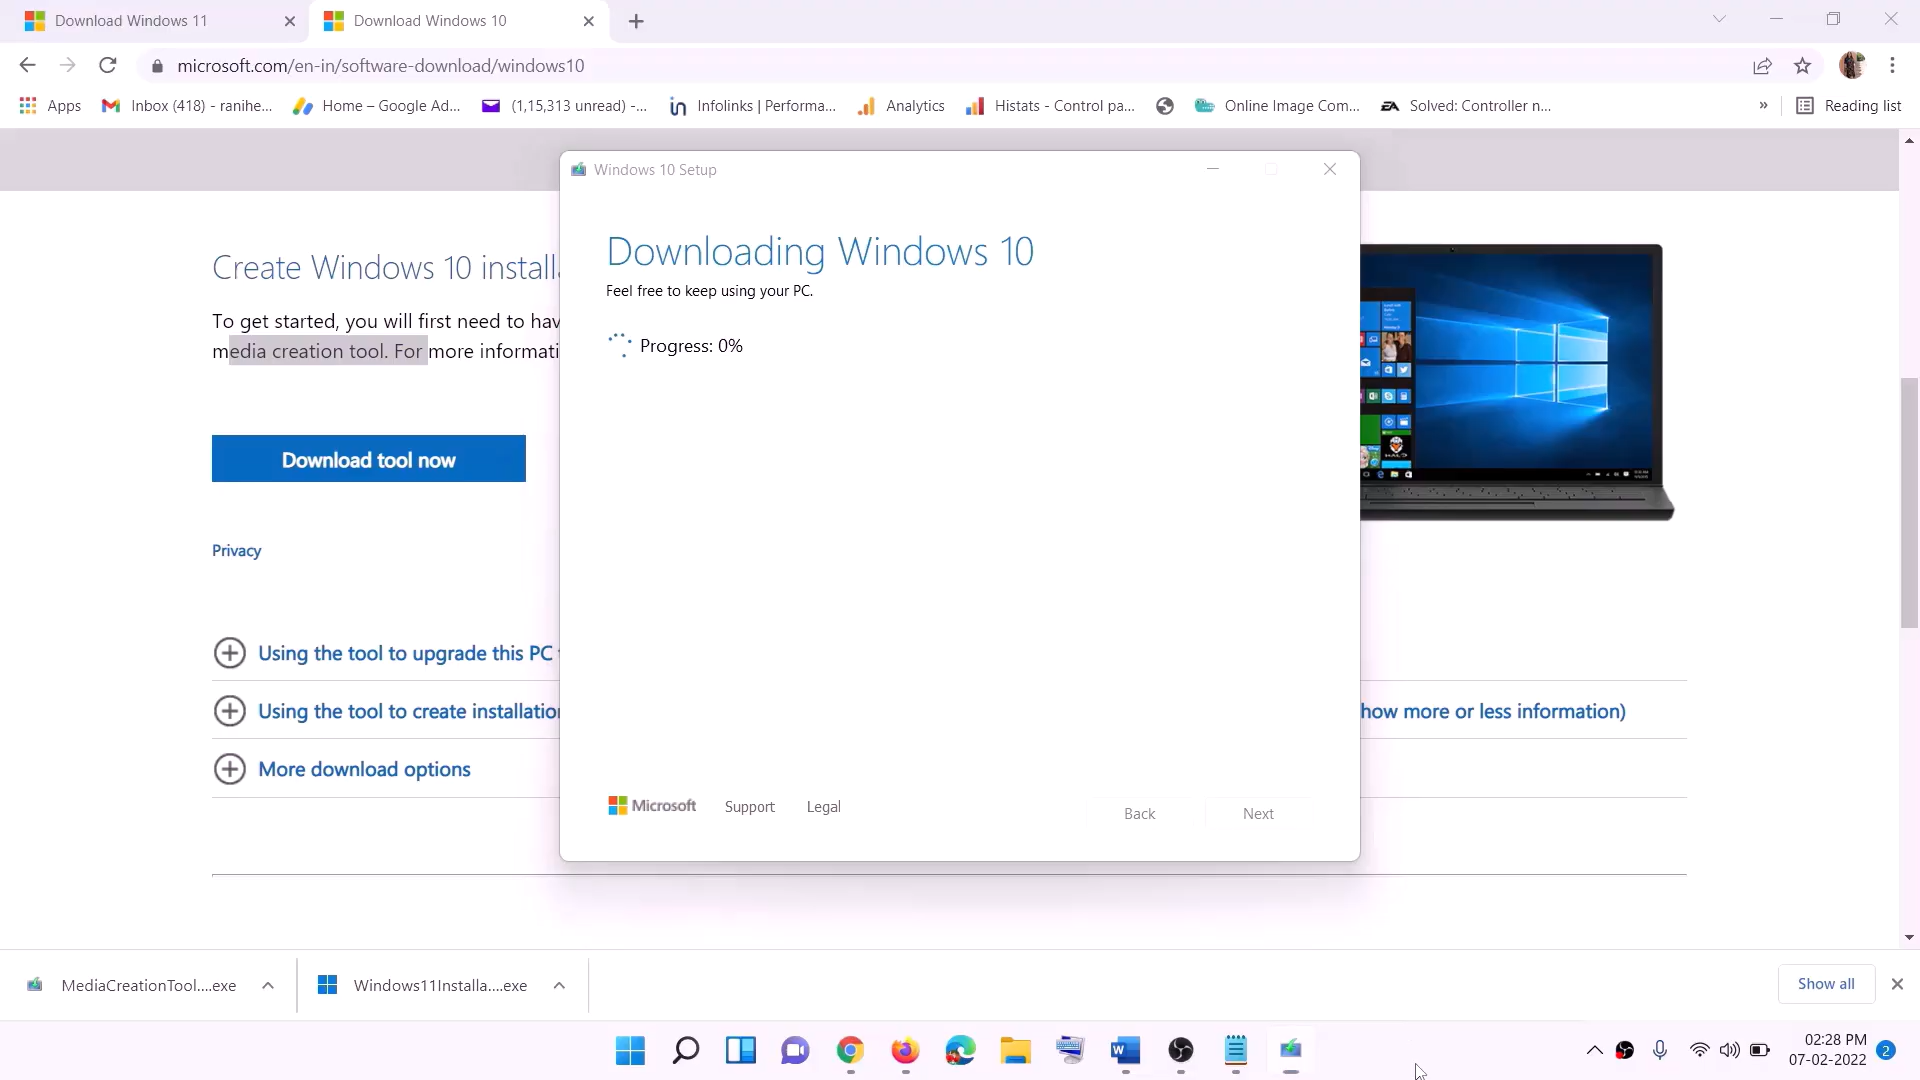 Download Windows 11
Download Windows 10
microsoft.com/en-in/software-download/windows10
Apps
Inbox (418) - ranihe...
Home – Google Ad...
(1,15,313 unread) -...
in Infolinks | Performa...
Analytics
Histats - Control pa...
Online Image Com...
EA Solved: Controller n...
» Reading list
Windows 10 Setup
Downloading Windows 10
Feel free to keep using your PC.
Progress: 0%
Microsoft Support Legal
Back Next
Create Windows 10 installa
To get started, you will first need to hav
media creation tool. For more informati
Download tool now
Privacy
Using the tool to upgrade this PC
Using the tool to create installation
how more or less information)
More download options
MediaCreationTool....exe
Windows11Installa....exe
Show all
W
02:28 PM
07-02-2022
2